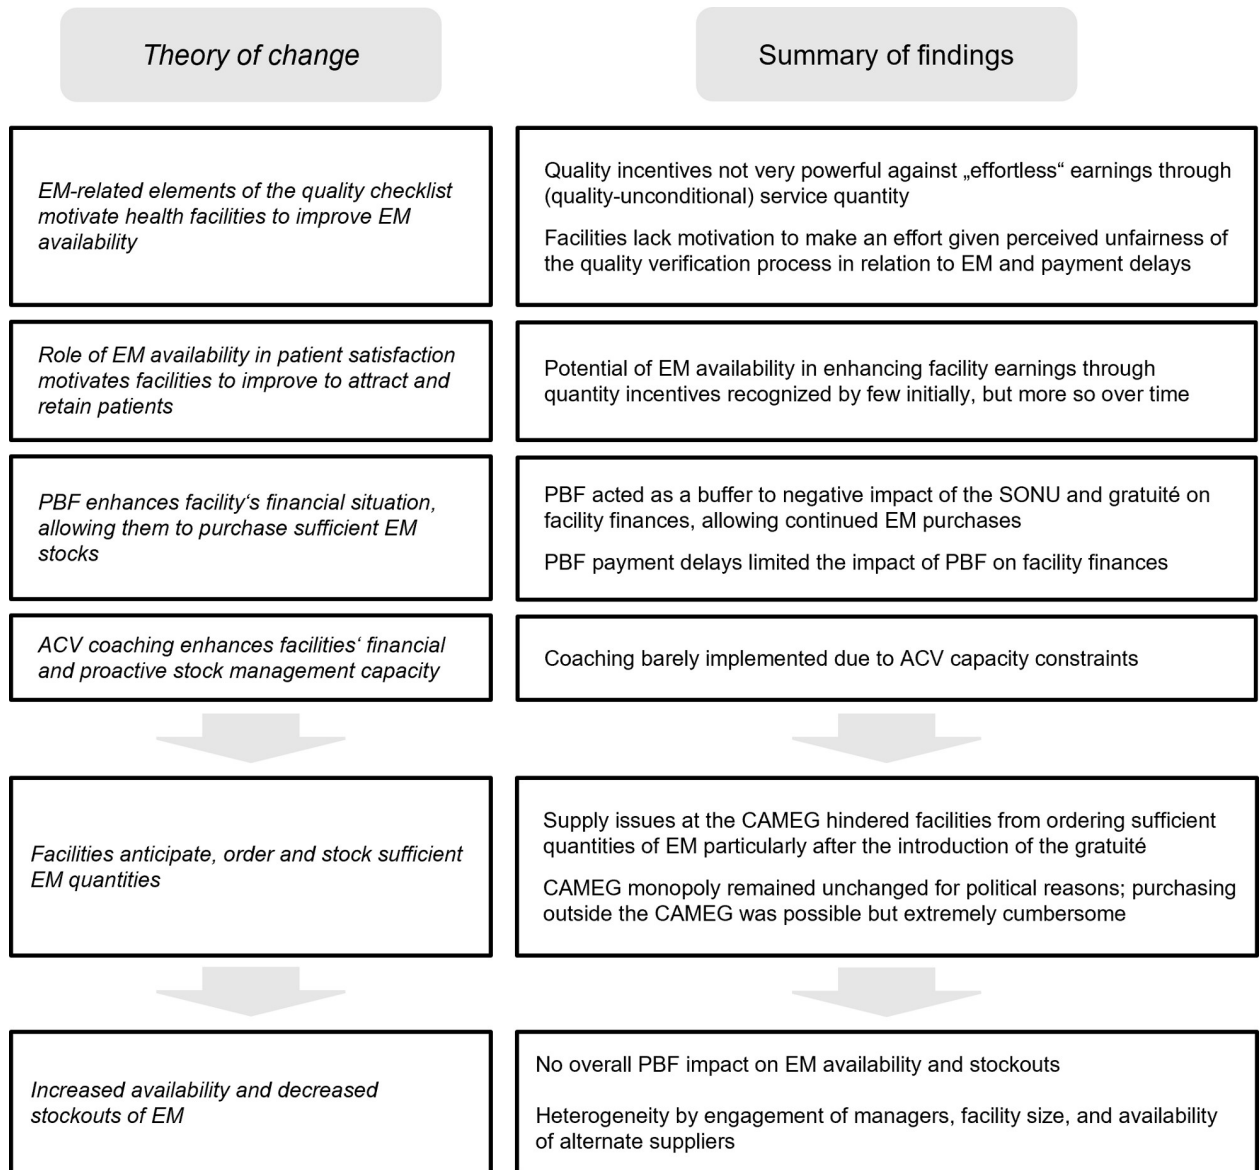 Theory of change
Summary of findings
EM-related elements of the quality checklist
motivate health facilities to improve EM
availability
Quality incentives not very powerful against „effortless“ earnings through
(quality-unconditional) service quantity
Facilities lack motivation to make an effort given perceived unfairness of
the quality verification process in relation to EM and payment delays
Role of EM availability in patient satisfaction
motivates facilities to improve to attract and
retain patients
Potential of EM availability in enhancing facility earnings through
quantity incentives recognized by few initially, but more so over time
PBF enhances facility‘s financial situation,
allowing them to purchase sufficient EM
stocks
PBF acted as a buffer to negative impact of the SONU and gratuité on
facility finances, allowing continued EM purchases
PBF payment delays limited the impact of PBF on facility finances
ACV coaching enhances facilities‘ financial
and proactive stock management capacity
Coaching barely implemented due to ACV capacity constraints
Facilities anticipate, order and stock sufficient
EM quantities
Supply issues at the CAMEG hindered facilities from ordering sufficient
quantities of EM particularly after the introduction of the gratuité
CAMEG monopoly remained unchanged for political reasons; purchasing
outside the CAMEG was possible but extremely cumbersome
Increased availability and decreased
stockouts of EM
No overall PBF impact on EM availability and stockouts
Heterogeneity by engagement of managers, facility size, and availability
of alternate suppliers